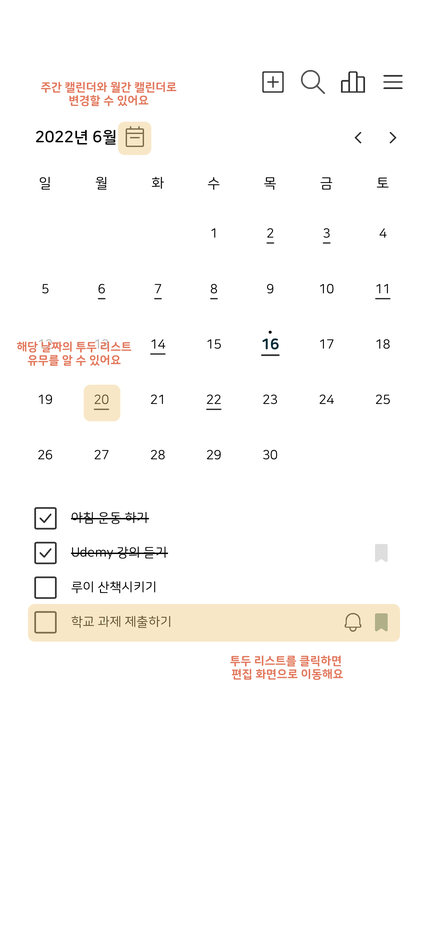 주간 캘린더와 월간 캘린더로
변경할 수 있어요
2022년 6월
일 월 화 수 목 금 토
1 2 3 4
5 6 7 8 9 10 11
해당 날짜의 투두 리스트
유무를 알 수 있어요
14 15 16 17 18
19 20 21 22 23 24 25
26 27 28 29 30
아침 운동 하기
Udemy 강의 듣기
루이 산책시키기
학교 과제 제출하기
투두 리스트를 클릭하면
편집 화면으로 이동해요